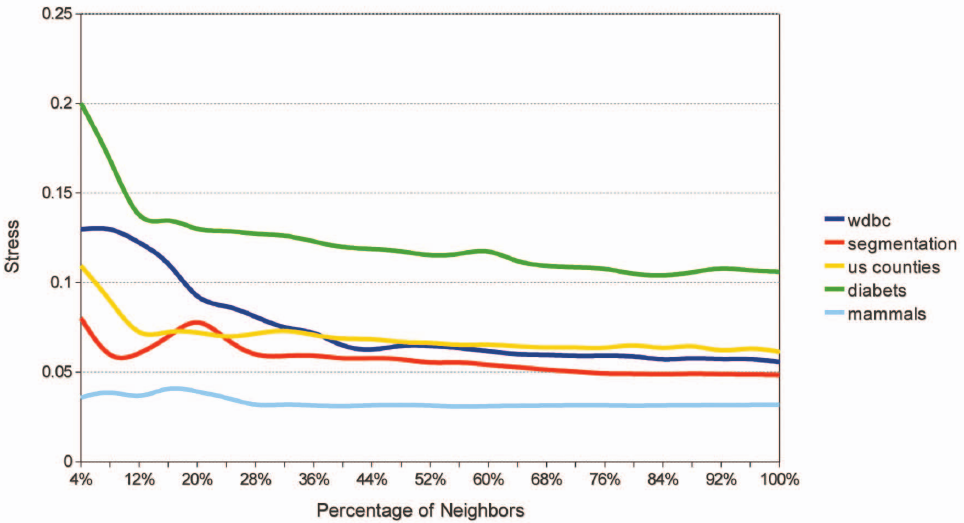 0.25
0.2
0.15
0.1
0.05
0
Stress
4% 12% 20% 28% 36% 44% 52% 60% 68% 76% 84% 92% 100%
Percentage of Neighbors
wdbc
segmentation
us counties
diabets
mammals